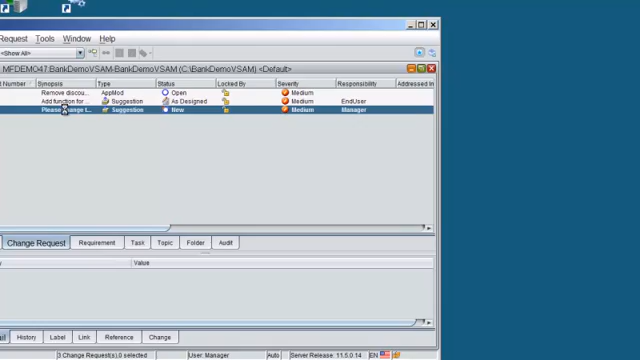 Request Tools Window Help
<Show All>
MFDEMO47:BankDemoVSAM-BankDemoVSAM (C:\BankDemoVSAM) <Default>
t Number Synopsis Type Status Locked By Severity Responsibility Addressed In
Remove discou... AppMod Open Medium
Add function for ... Suggestion As Designed Medium EndUser
Please change t... Suggestion New Medium Manager
Change Request Requirement Task Topic Folder Audit
y Value
ail History Label Link Reference Change
3 Change Request(s),0 selected User: Manager Auto Server Release: 11.5.0.14 EN